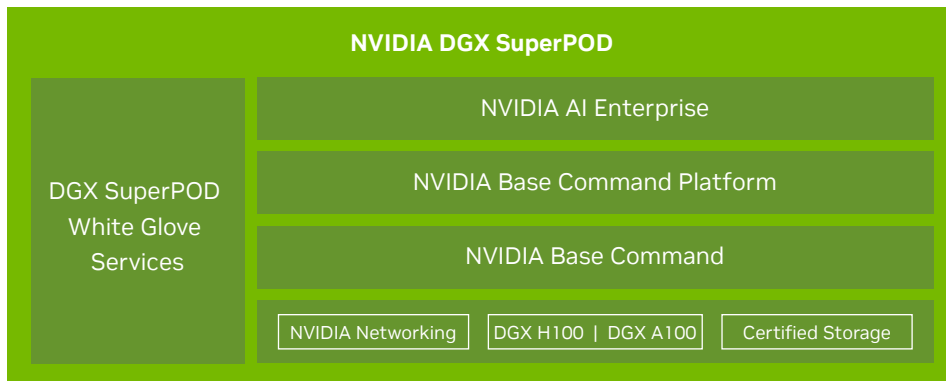 NVIDIA DGX SuperPOD
DGX SuperPOD
White Glove
Services
NVIDIA AI Enterprise
NVIDIA Base Command Platform
NVIDIA Base Command
NVIDIA Networking
DGX H100 | DGX A100
Certified Storage